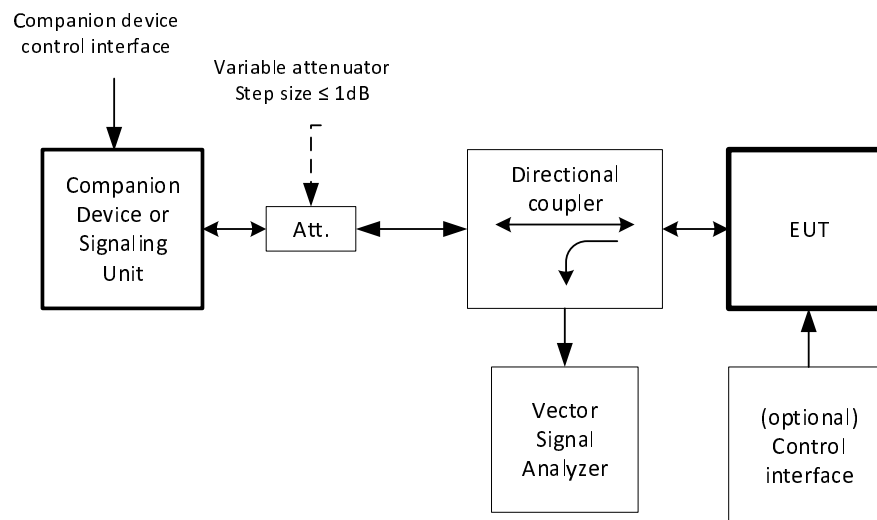 Companion device
control interface
Variable attenuator
Step size ≤ 1dB
Companion
Device or
Signaling
Unit
Att.
Directional
coupler
EUT
Vector
Signal
Analyzer
(optional)
Control
interface